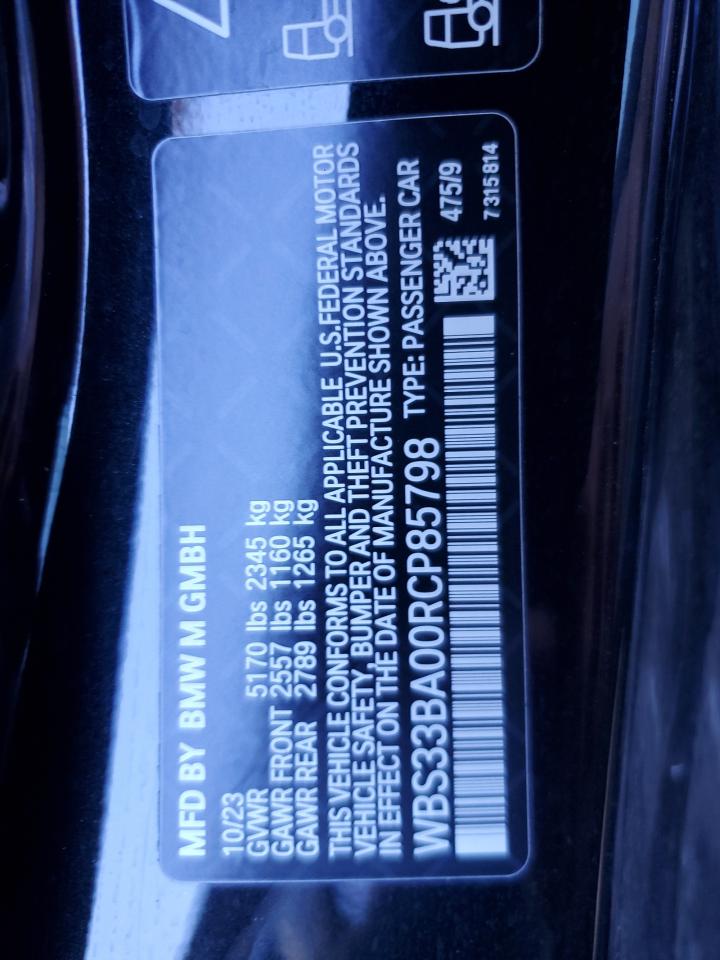 MFD BY BMW M GMBH
10/23
GVWR 5170 lbs 2345 kg
GAWR FRONT 2557 lbs 1160 kg
GAWR REAR 2789 lbs 1265 kg
THIS VEHICLE CONFORMS TO ALL APPLICABLE U.S.FEDERAL MOTOR
VEHICLE SAFETY, BUMPER AND THEFT PREVENTION STANDARDS
IN EFFECT ON THE DATE OF MANUFACTURE SHOWN ABOVE.
WBS33BA00RCP85798 TYPE: PASSENGER CAR
475/9
7315814